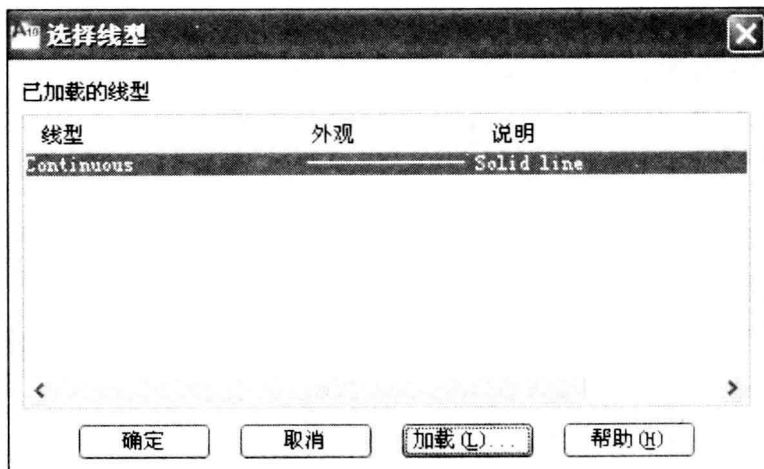 选择线型
已加载的线型
线型 外观 说明
Continuous Solid line
确定 取消 加载(L)... 帮助(H)